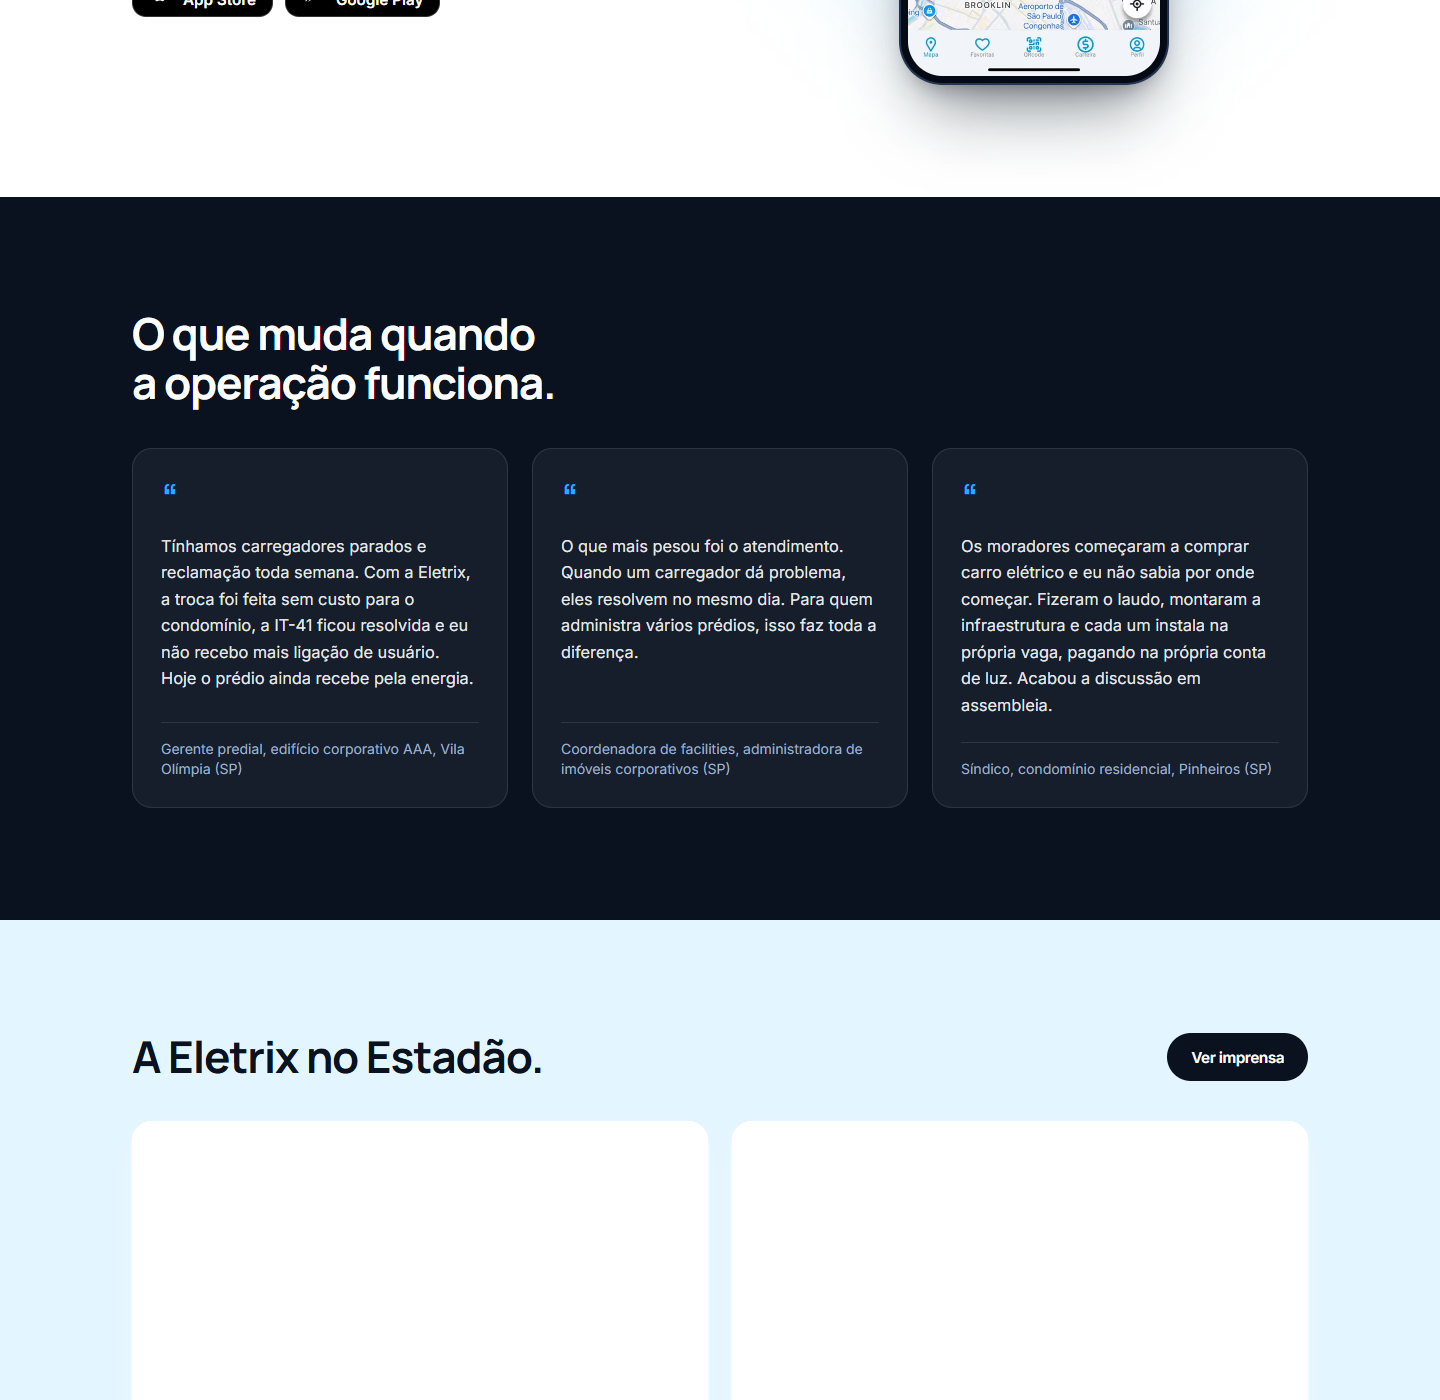 App Store
Google Play
BROOKLIN
Aeroporto de
São Paulo/
Congonhas
Mapa
Favoritas
QRcode
Carteira
Perfil
O que muda quando
a operação funciona.
“
Tínhamos carregadores parados e
reclamação toda semana. Com a Eletrix,
a troca foi feita sem custo para o
condomínio, a IT-41 ficou resolvida e eu
não recebo mais ligação de usuário.
Hoje o prédio ainda recebe pela energia.
Gerente predial, edifício corporativo AAA, Vila
Olímpia (SP)
“
O que mais pesou foi o atendimento.
Quando um carregador dá problema,
eles resolvem no mesmo dia. Para quem
administra vários prédios, isso faz toda a
diferença.
Coordenadora de facilities, administradora de
imóveis corporativos (SP)
“
Os moradores começaram a comprar
carro elétrico e eu não sabia por onde
começar. Fizeram o laudo, montaram a
infraestrutura e cada um instala na
própria vaga, pagando na própria conta
de luz. Acabou a discussão em
assembleia.
Síndico, condomínio residencial, Pinheiros (SP)
A Eletrix no Estadão.
Ver imprensa